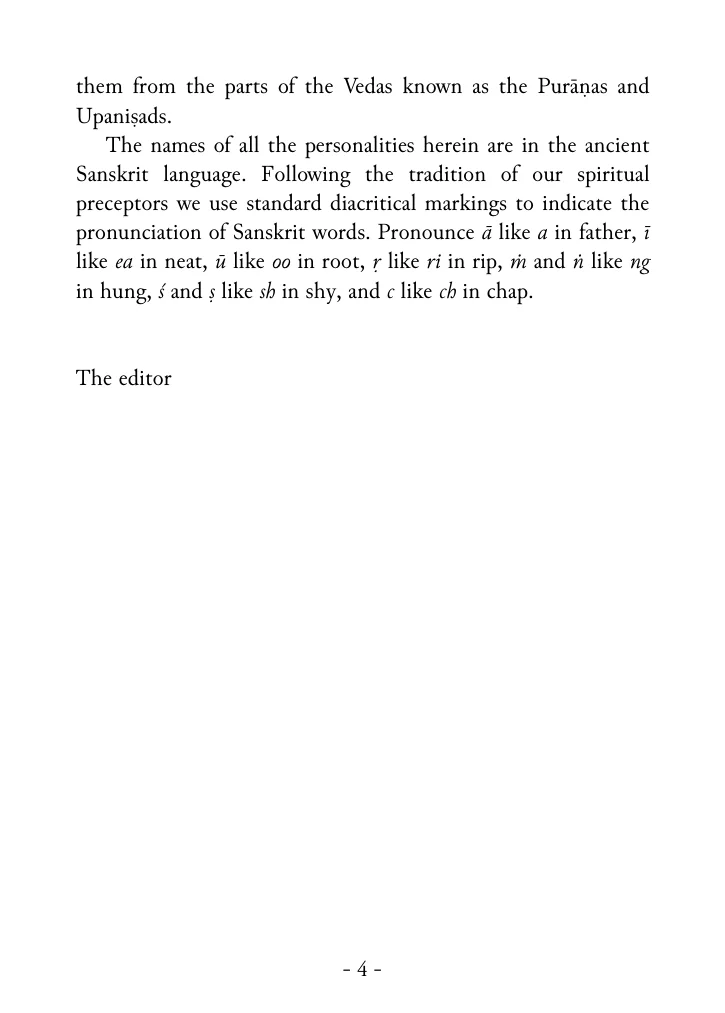 them from the parts of the Vedas known as the Purāṇas and
Upaniṣads.
The names of all the personalities herein are in the ancient
Sanskrit language. Following the tradition of our spiritual
preceptors we use standard diacritical markings to indicate the
pronunciation of Sanskrit words. Pronounce ā like a in father, ī
like ea in neat, ū like oo in root, ṛ like ri in rip, ṁ and ṅ like ng
in hung, ś and ṣ like sh in shy, and c like ch in chap.
The editor
- 4 -